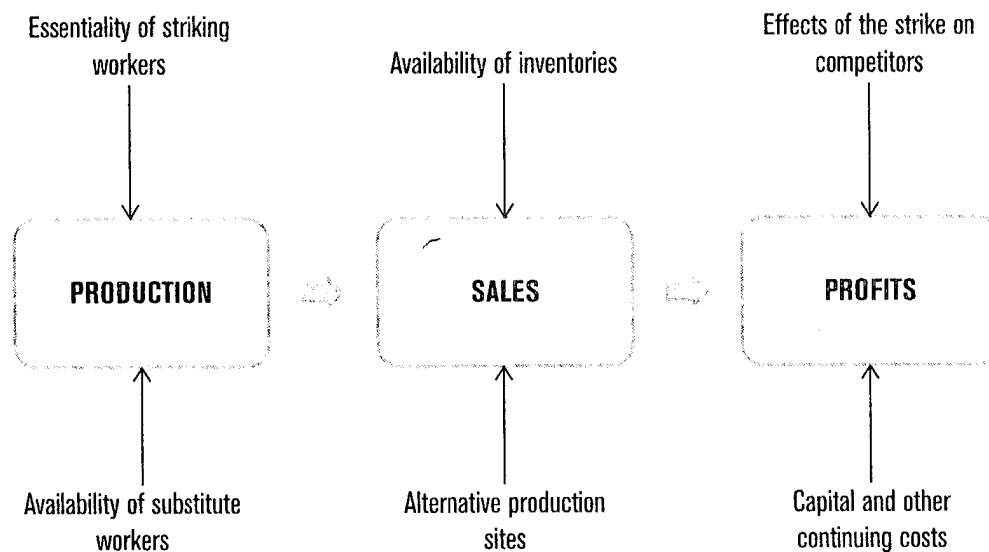 Essentiality of striking
workers
Availability of inventories
Effects of the strike on
competitors
PRODUCTION
SALES
PROFITS
Availability of substitute
workers
Alternative production
sites
Capital and other
continuing costs